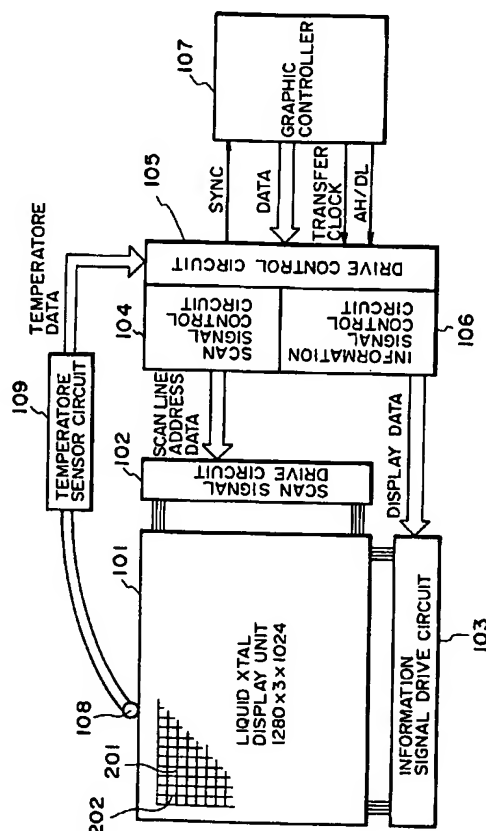 107
GRAPHIC
CONTROLLER
SYNC
DATA
TRANSFER
CLOCK
AH/DL
105
DRIVE CONTROL CIRCUIT
TEMPERATORE
DATA
104
SCAN
SIGNAL
CONTROL
CIRCUIT
INFORMATION
SIGNAL
CONTROL
CIRCUIT
106
109
TEMPERATORE
SENSOR CIRCUIT
SCAN LINE
ADDRESS
DATA
DISPLAY DATA
102
SCAN SIGNAL
DRIVE CIRCUIT
101
108
LIQUID XTAL
DISPLAY UNIT
1280×3×1024
201
202
INFORMATION
SIGNAL DRIVE CIRCUIT
103